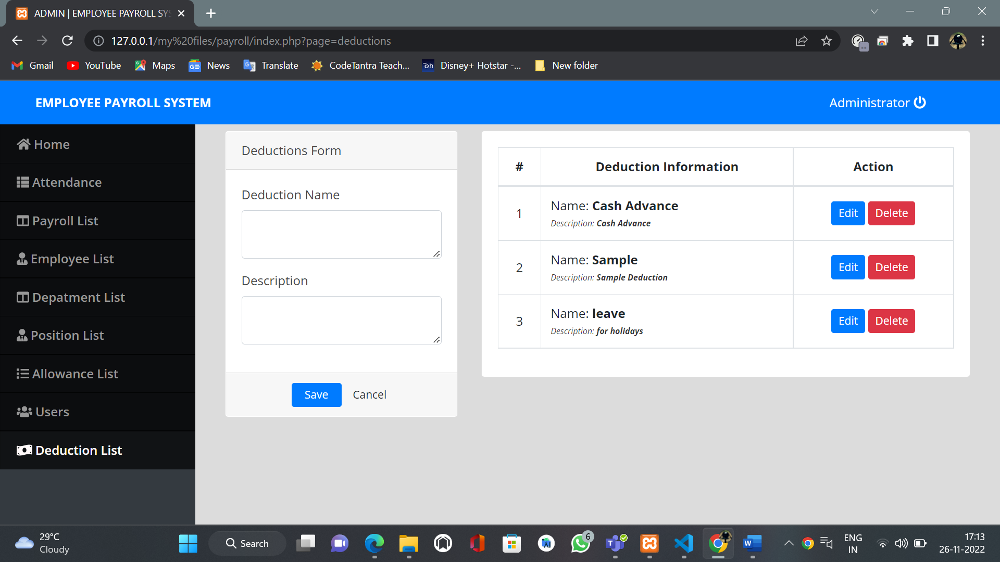 ADMIN | EMPLOYEE PAYROLL SYS
127.0.0.1/my%20files/payroll/index.php?page=deductions
Gmail
YouTube
Maps
News
Translate
CodeTantra Teach...
Disney+ Hotstar -...
New folder
EMPLOYEE PAYROLL SYSTEM
Administrator
Home
Attendance
Payroll List
Employee List
Depatment List
Position List
Allowance List
Users
Deduction List
Deductions Form
Deduction Name
Description
Save Cancel
# Deduction Information Action
1 Name: Cash Advance
Description: Cash Advance
Edit Delete
2 Name: Sample
Description: Sample Deduction
Edit Delete
3 Name: leave
Description: for holidays
Edit Delete
29°C
Cloudy
Search
6
ENG
IN
17:13
26-11-2022